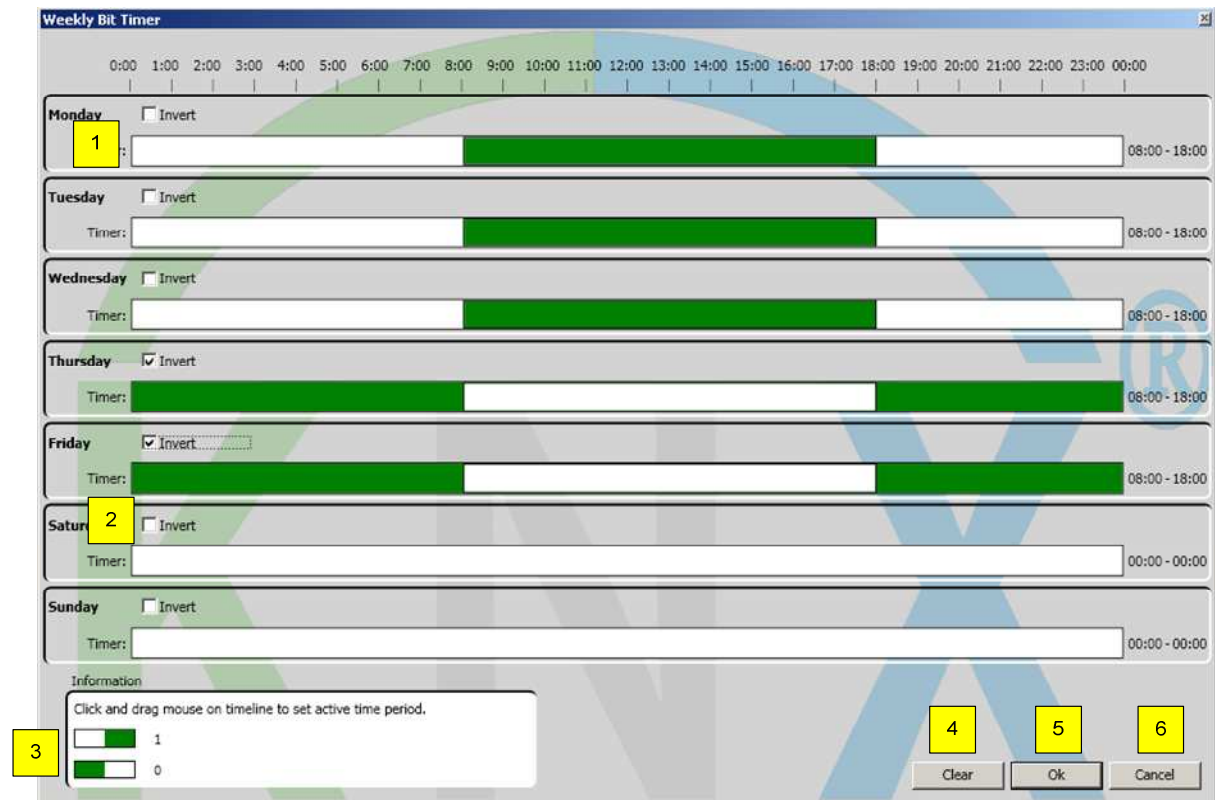 Weekly Bit Timer
0:00 1:00 2:00 3:00 4:00 5:00 6:00 7:00 8:00 9:00 10:00 11:00 12:00 13:00 14:00 15:00 16:00 17:00 18:00 19:00 20:00 21:00 22:00 23:00 00:00
Monday Invert
1 : 08:00 - 18:00
Tuesday Invert
Timer: 08:00 - 18:00
Wednesday Invert
Timer: 08:00 - 18:00
Thursday Invert
Timer: 08:00 - 18:00
Friday Invert
Timer: 08:00 - 18:00
Satur 2 Invert
Timer: 00:00 - 00:00
Sunday Invert
Timer: 00:00 - 00:00
Information
Click and drag mouse on timeline to set active time period.
1
0
3
4 5 6
Clear Ok Cancel
KNX ®